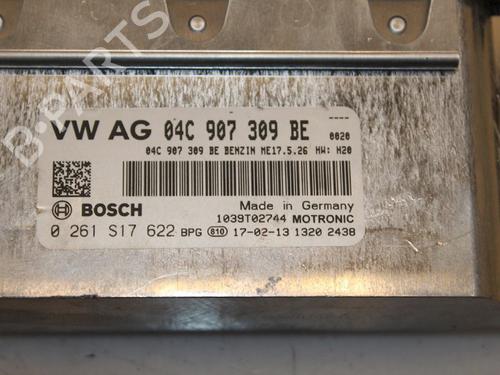 VW AG 04C 907 309 BE ----
0020
04C 907 309 BE BENZIN ME17.5.26 HW: H20
BOSCH
Made in Germany
1039T02744 MOTRONIC
0 261 S17 622 BPG 810 17-02-13 1320 2438
B-PARTS